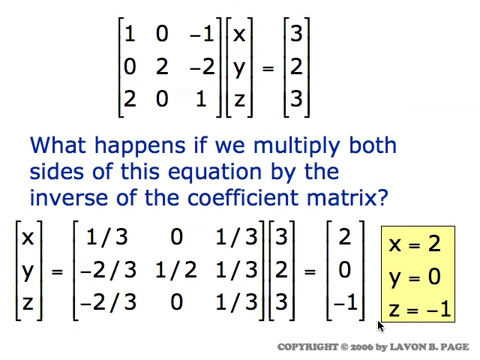 1 0 −1 x 3
0 2 −2 y = 2
2 0 1 z 3
What happens if we multiply both
sides of this equation by the
inverse of the coefficient matrix?
x 1/3 0 1/3 3 2 x = 2
y = −2/3 1/2 1/3 2 = 0 y = 0
z −2/3 0 1/3 3 −1 z = −1
COPYRIGHT © 2006 by LAVON B. PAGE